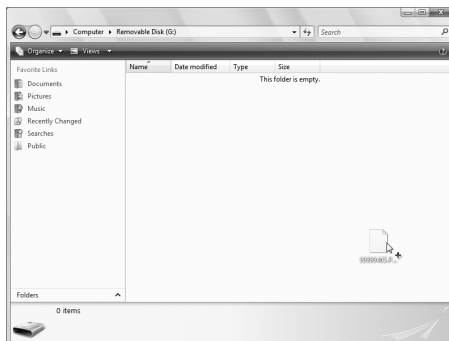 Computer ▸ Removable Disk (G:)
Search
Organize
Views
Favorite Links
Name
Date modified
Type
Size
This folder is empty.
Documents
Pictures
Music
Recently Changed
Searches
Public
Folders
0 items